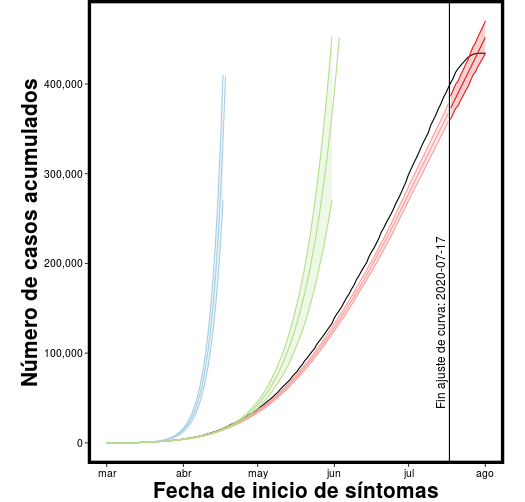 Número de casos acumulados
400,000
300,000
200,000
100,000
0
Fin ajuste de curva: 2020-07-17
mar abr may jun jul ago
Fecha de inicio de síntomas